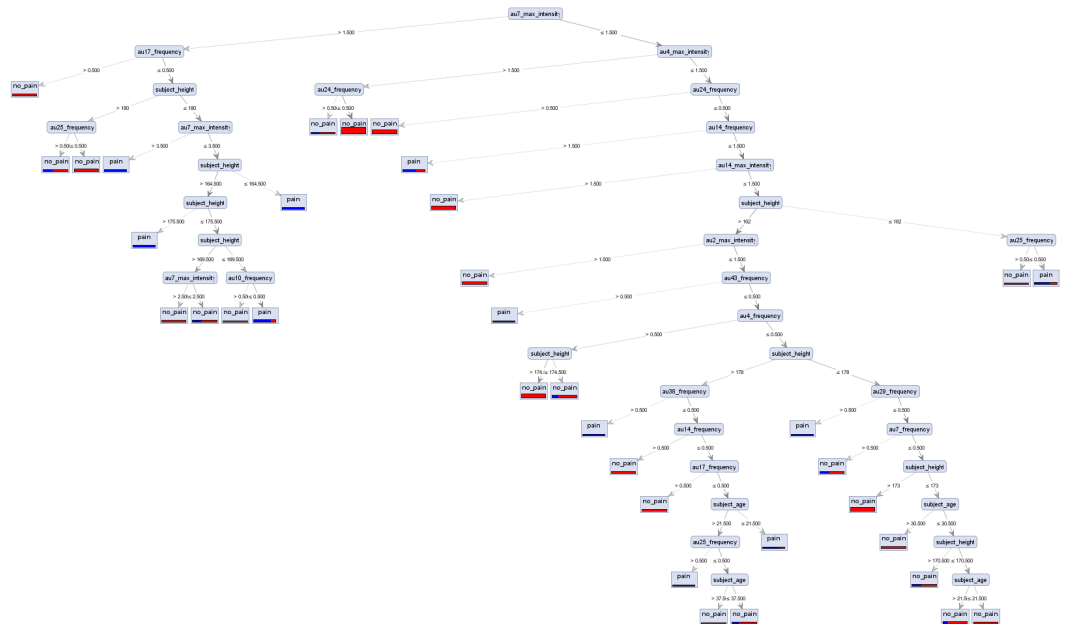 au7_max_intensity
> 1.500
≤ 1.500
au17_frequency
au4_max_intensity
> 0.500
≤ 0.500
> 1.500
≤ 1.500
no_pain
subject_height
au24_frequency
au24_frequency
> 180
≤ 180
> 0.500
≤ 0.500
> 0.500
≤ 0.500
au25_frequency
au7_max_intensity
no_pain
no_pain
no_pain
au14_frequency
> 0.500
≤ 0.500
> 3.500
≤ 3.500
> 1.500
≤ 1.500
no_pain
no_pain
pain
subject_height
pain
au14_max_intensity
> 164.500
≤ 164.500
> 1.500
≤ 1.500
subject_height
pain
no_pain
subject_height
> 175.500
≤ 175.500
> 162
≤ 162
pain
subject_height
au2_max_intensity
au25_frequency
> 169.500
≤ 169.500
> 1.500
≤ 1.500
> 0.500
≤ 0.500
au7_max_intensity
au10_frequency
no_pain
au43_frequency
no_pain
pain
> 2.500
≤ 2.500
> 0.500
≤ 0.500
> 0.500
≤ 0.500
no_pain
no_pain
no_pain
pain
pain
au4_frequency
> 0.500
≤ 0.500
subject_height
subject_height
> 174.
≤ 174.500
> 178
≤ 178
no_pain
no_pain
au38_frequency
> 0.500
≤ 0.500
> 0.500
≤ 0.500
pain
au14_frequency
pain
au7_frequency
> 0.500
≤ 0.500
> 0.500
≤ 0.500
no_pain
au17_frequency
no_pain
subject_height
> 0.500
≤ 0.500
> 173
≤ 173
no_pain
subject_age
no_pain
subject_age
> 21.500
≤ 21.500
> 30.500
≤ 30.500
au25_frequency
pain
no_pain
subject_height
> 0.500
≤ 0.500
> 170.500
≤ 170.500
pain
subject_age
no_pain
subject_age
> 37.5
≤ 37.500
> 21.5
≤ 21.500
no_pain
no_pain
no_pain
no_pain